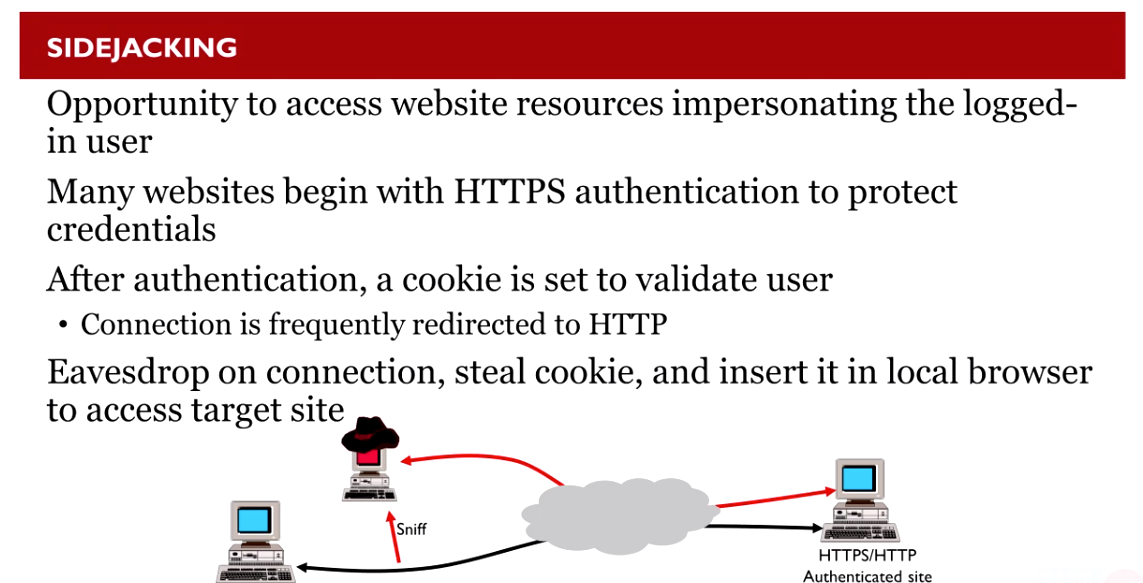 SIDEJACKING
Opportunity to access website resources impersonating the logged-
in user
Many websites begin with HTTPS authentication to protect
credentials
After authentication, a cookie is set to validate user
• Connection is frequently redirected to HTTP
Eavesdrop on connection, steal cookie, and insert it in local browser
to access target site
Sniff
HTTPS/HTTP
Authenticated site